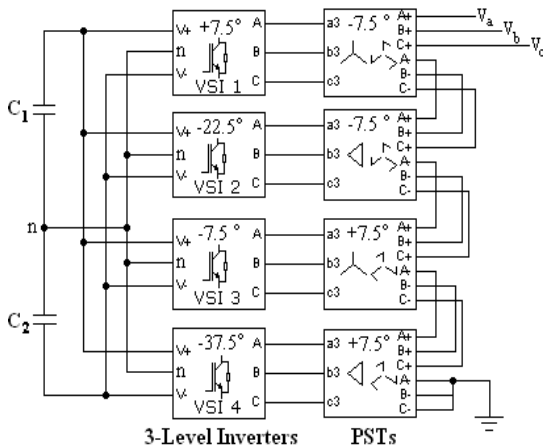 V+ +7.5° A a3 -7.5° A+ Va
n B b3 B+ Vb
V- VSI 1 C c3 C+ Vc
A-
B-
C-
C1
V+ -22.5° A a3 -7.5° A+
n B b3 B+
V- VSI 2 C c3 C+
A-
B-
C-
n
V+ -7.5° A a3 +7.5° A+
n B b3 B+
V- VSI 3 C c3 C+
A-
B-
C-
C2
V+ -37.5° A a3 +7.5° A+
n B b3 B+
V- VSI 4 C c3 C+
A-
B-
C-
3-Level Inverters PSTs